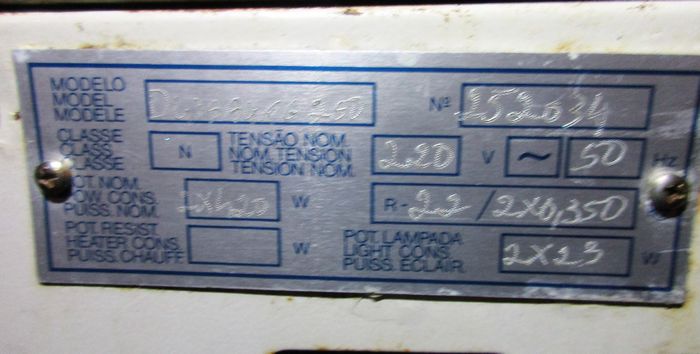 MODELO
MODEL
MODELE
Nº 252034
CLASSE
CLASS
CLASSE
N
TENSÃO NOM.
NOM. TENSION
TENSION NOM.
220 V ~ 50 Hz
POT. NOM.
POW. CONS.
PUISS. NOM.
2X420 W
R-22/2X0,350
POT. RESIST
HEATER CONS.
PUISS. CHAUFF
W
POT LAMPADA
LIGHT CONS.
PUISS. ECLAIR.
2X23 W